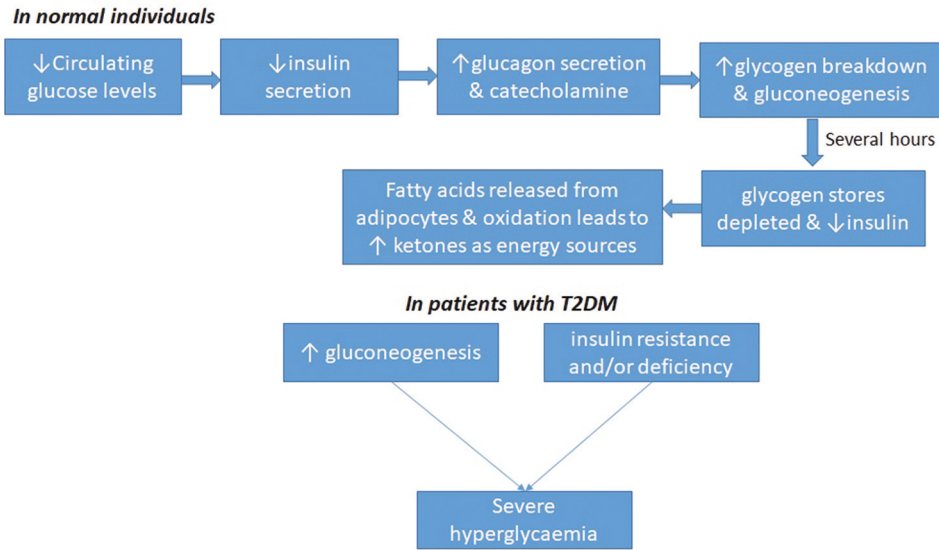 In normal individuals
↓Circulating
glucose levels
↓insulin
secretion
↑glucagon secretion
& catecholamine
↑glycogen breakdown
& gluconeogenesis
Several hours
glycogen stores
depleted & ↓insulin
Fatty acids released from
adipocytes & oxidation leads to
↑ ketones as energy sources
In patients with T2DM
↑ gluconeogenesis
insulin resistance
and/or deficiency
Severe
hyperglycaemia